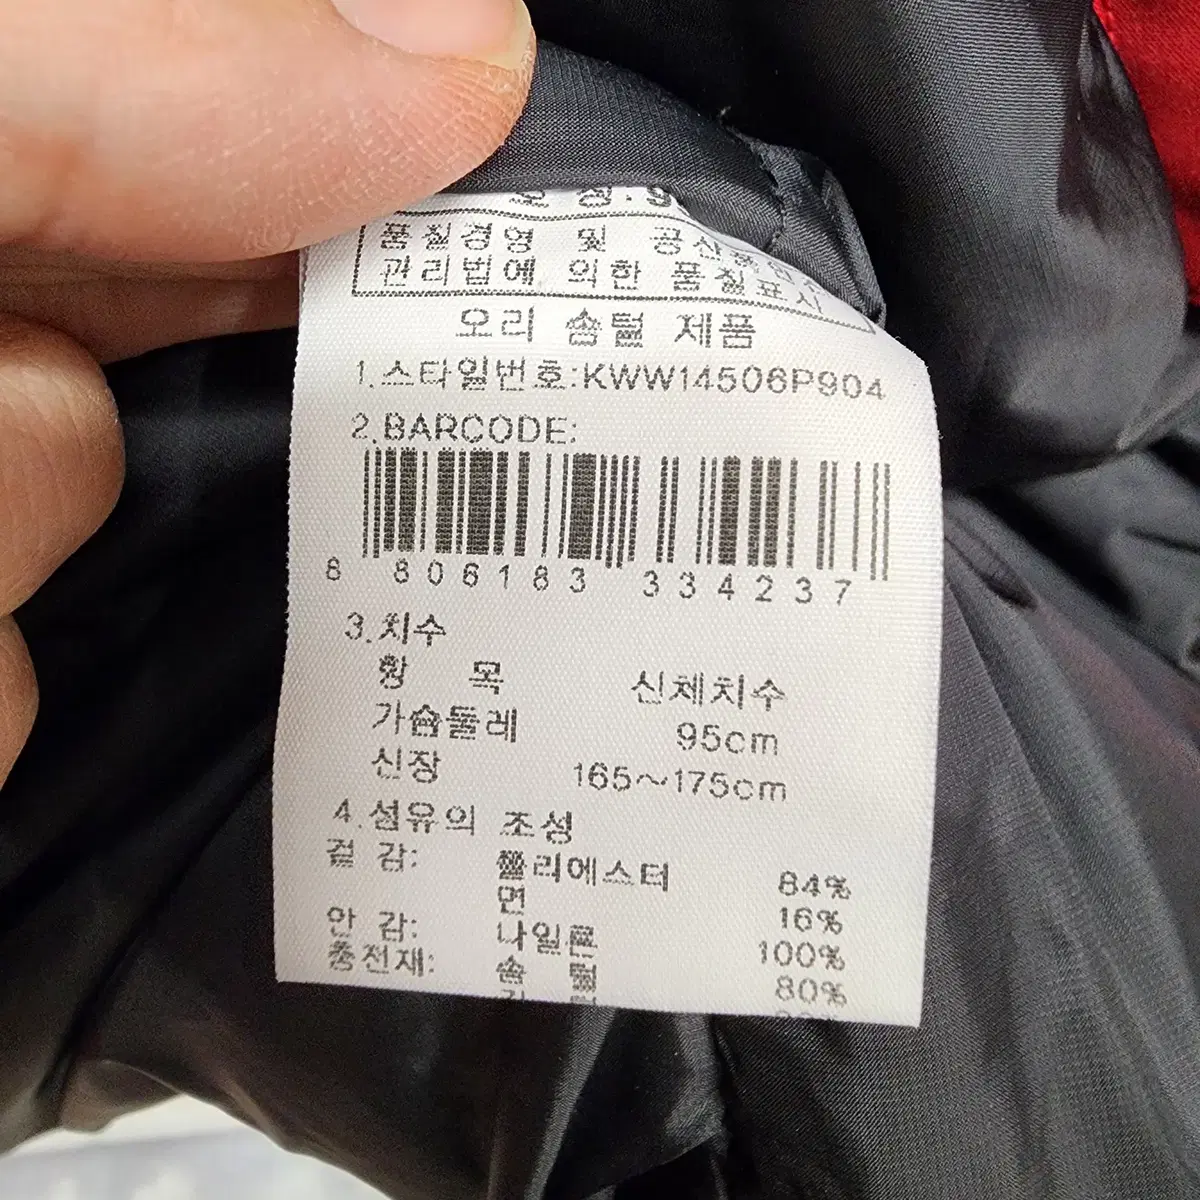 호칭:9
품질경영 및 공산품안전
관리법에 의한 품질표시
오리 솜털 제품
1.스타일번호:KWW14506P904
2.BARCODE:
8 806183 334237
3.치수
항 목 신체치수
가슴둘레 95cm
신장 165~175cm
4.섬유의 조성
겉 감: 폴리에스터 84%
면 16%
안 감: 나일론 100%
충전재: 솜 털 80%